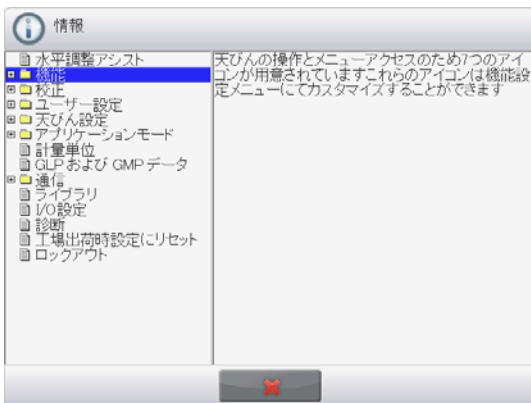 情報
水平調整アシスト
機能
校正
ユーザー設定
天びん設定
アプリケーションモード
計量単位
GLP および GMP データ
通信
ライブラリ
I/O設定
診断
工場出荷時設定にリセット
ロックアウト
天びんの操作とメニューアクセスのため7つのアイ
コンが用意されていますこれらのアイコンは機能設
定メニューにてカスタマイズすることができます